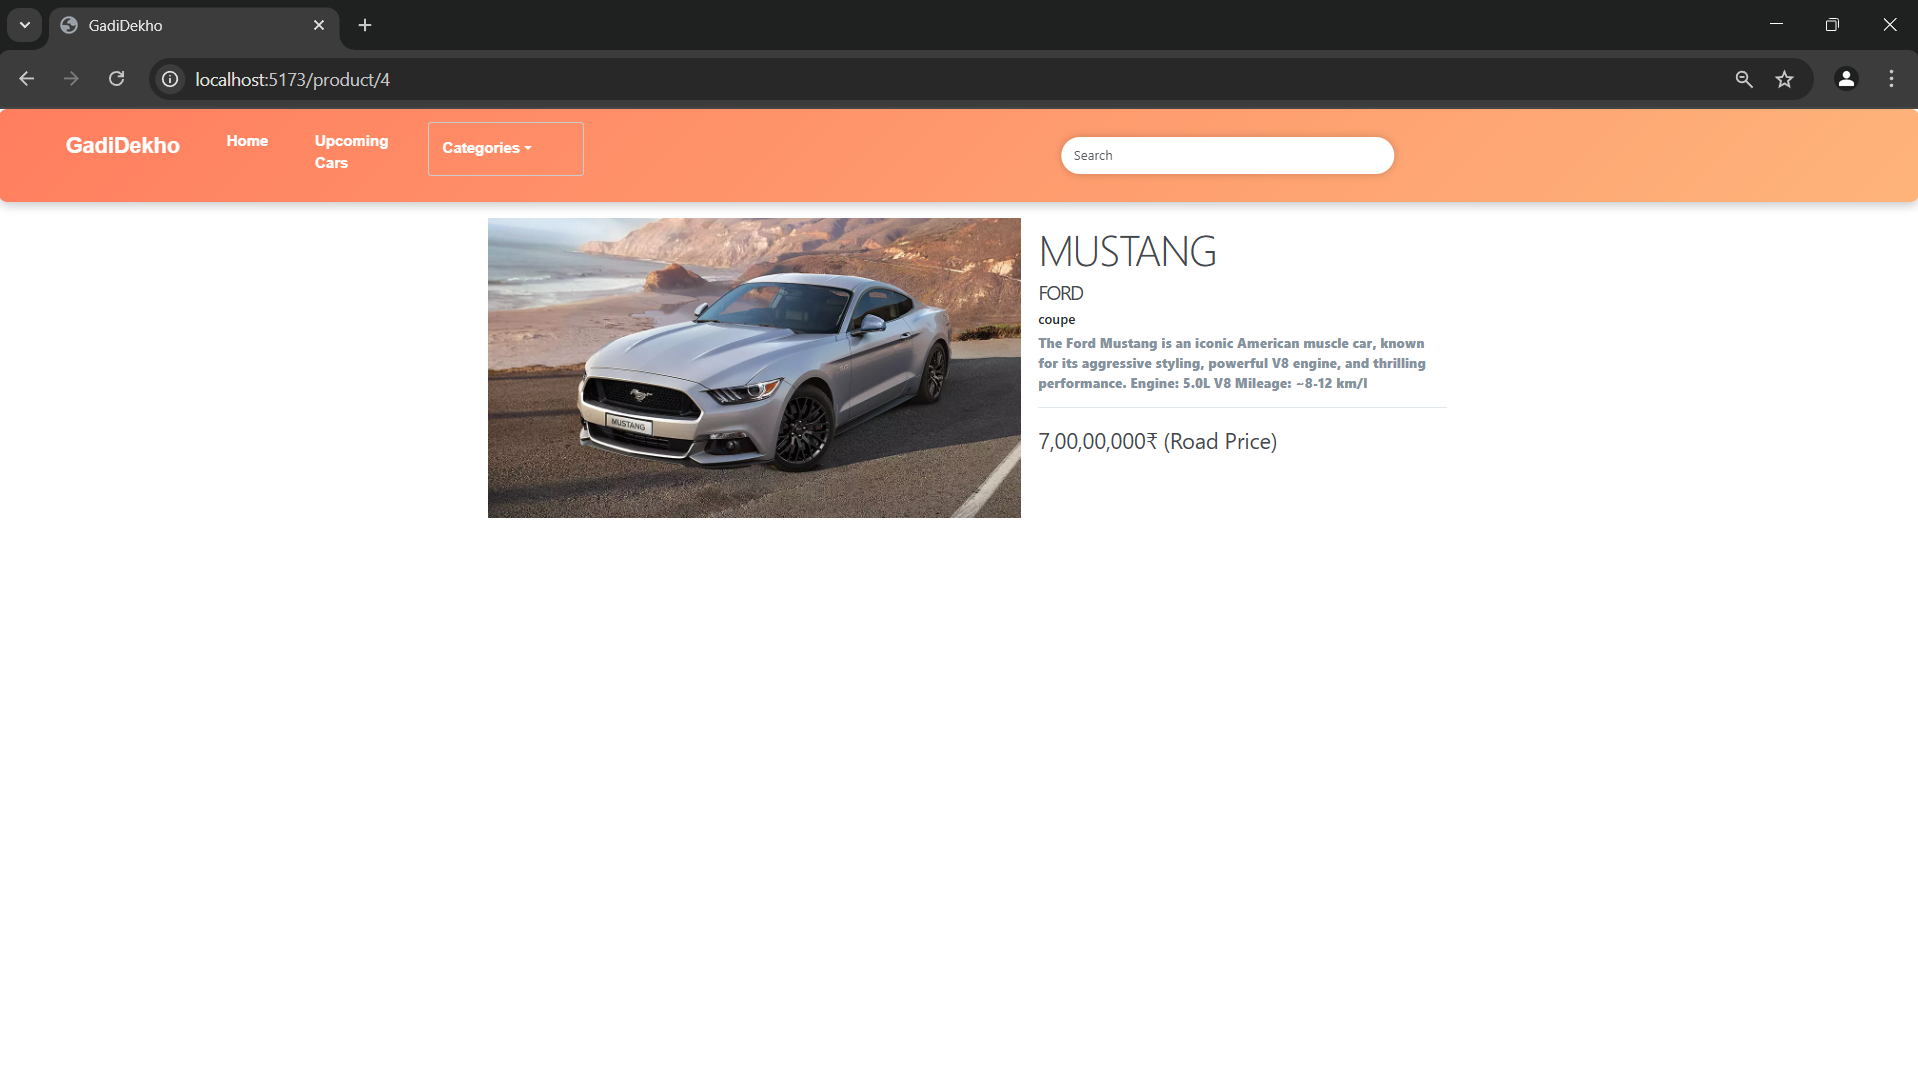 GadiDekho
localhost:5173/product/4
GadiDekho
Home
Upcoming
Cars
Categories
Search
MUSTANG
MUSTANG
FORD
coupe
The Ford Mustang is an iconic American muscle car, known
for its aggressive styling, powerful V8 engine, and thrilling
performance. Engine: 5.0L V8 Mileage: ~8-12 km/l
7,00,00,000₹ (Road Price)